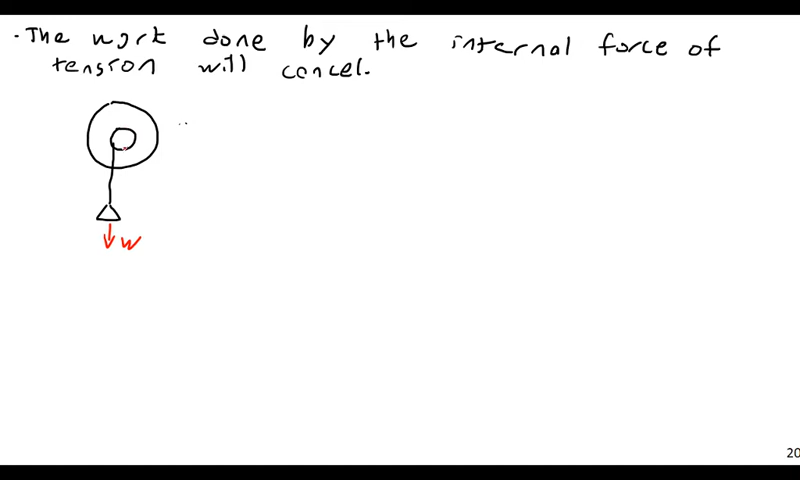 · The work done by the internal force of
tension will cancel.
W
20